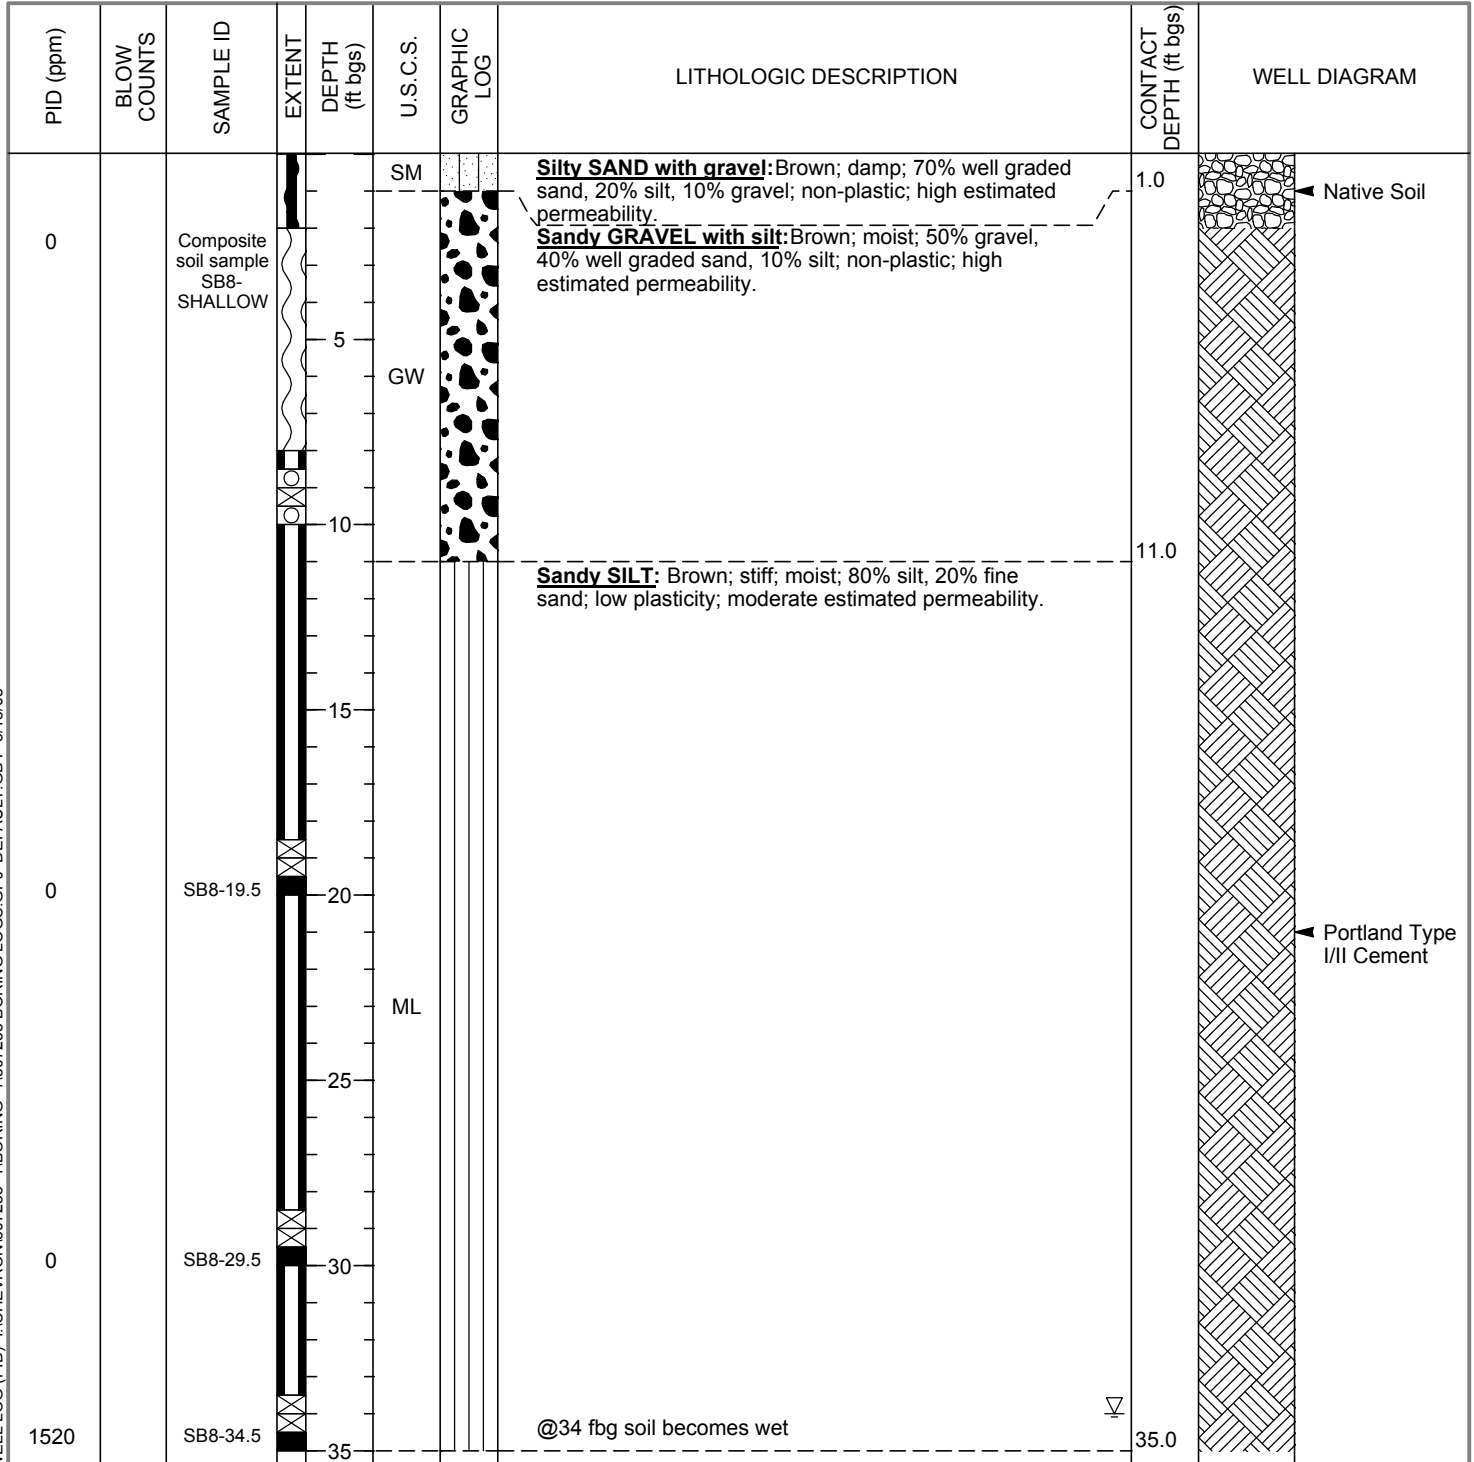 PID (ppm)
BLOW
COUNTS
SAMPLE ID
EXTENT
DEPTH
(ft bgs)
U.S.C.S.
GRAPHIC
LOG
LITHOLOGIC DESCRIPTION
CONTACT
DEPTH (ft bgs)
WELL DIAGRAM
SM
Silty SAND with gravel: Brown; damp; 70% well graded
sand, 20% silt, 10% gravel; non-plastic; high estimated
permeability.
1.0
Native Soil
0
Composite
soil sample
SB8-
SHALLOW
Sandy GRAVEL with silt: Brown; moist; 50% gravel,
40% well graded sand, 10% silt; non-plastic; high
estimated permeability.
5
GW
10
11.0
Sandy SILT: Brown; stiff; moist; 80% silt, 20% fine
sand; low plasticity; moderate estimated permeability.
15
0
SB8-19.5
20
Portland Type
I/II Cement
ML
25
0
SB8-29.5
30
1520
SB8-34.5
@34 fbg soil becomes wet
35
35.0